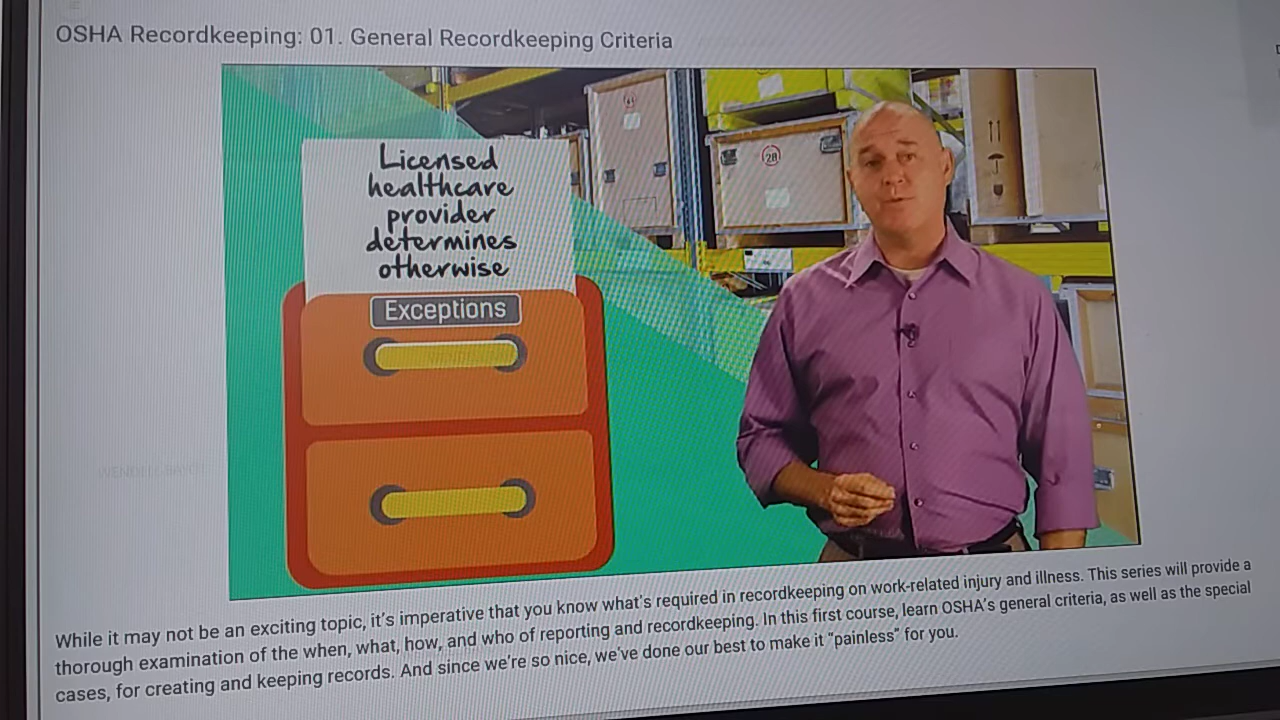 OSHA Recordkeeping: 01. General Recordkeeping Criteria
Licensed
healthcare
provider
determines
otherwise
Exceptions
28
While it may not be an exciting topic, it's imperative that you know what's required in recordkeeping on work-related injury and illness. This series will provide a
thorough examination of the when, what, how, and who of reporting and recordkeeping. In this first course, learn OSHA's general criteria, as well as the special
cases, for creating and keeping records. And since we're so nice, we've done our best to make it "painless" for you.